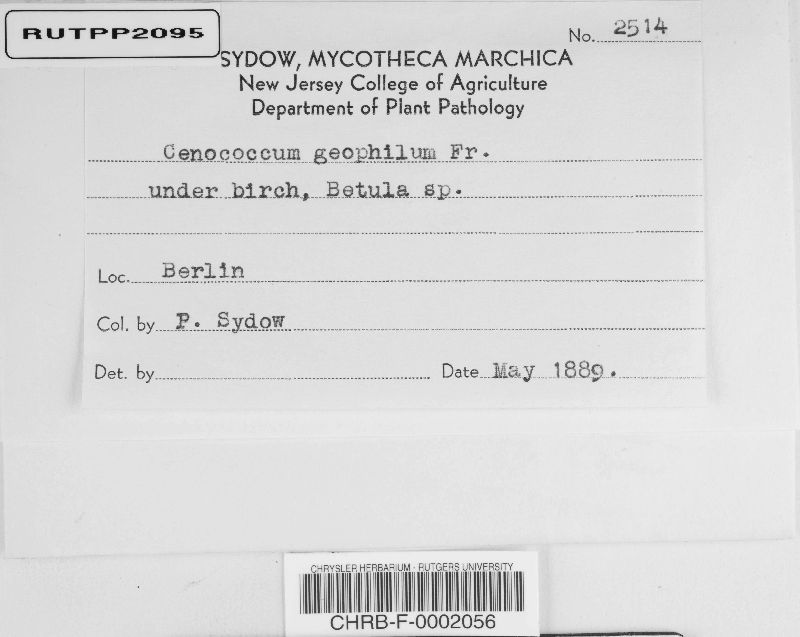 RUTPP2095
No. 2514
SYDOW, MYCOTHECA MARCHICA
New Jersey College of Agriculture
Department of Plant Pathology
Cenococcum geophilum Fr.
under birch, Betula sp.
Loc. Berlin
Col. by P. Sydow
Det. by Date May 1889.
CHRYSLER HERBARIUM - RUTGERS UNIVERSITY
CHRB-F-0002056